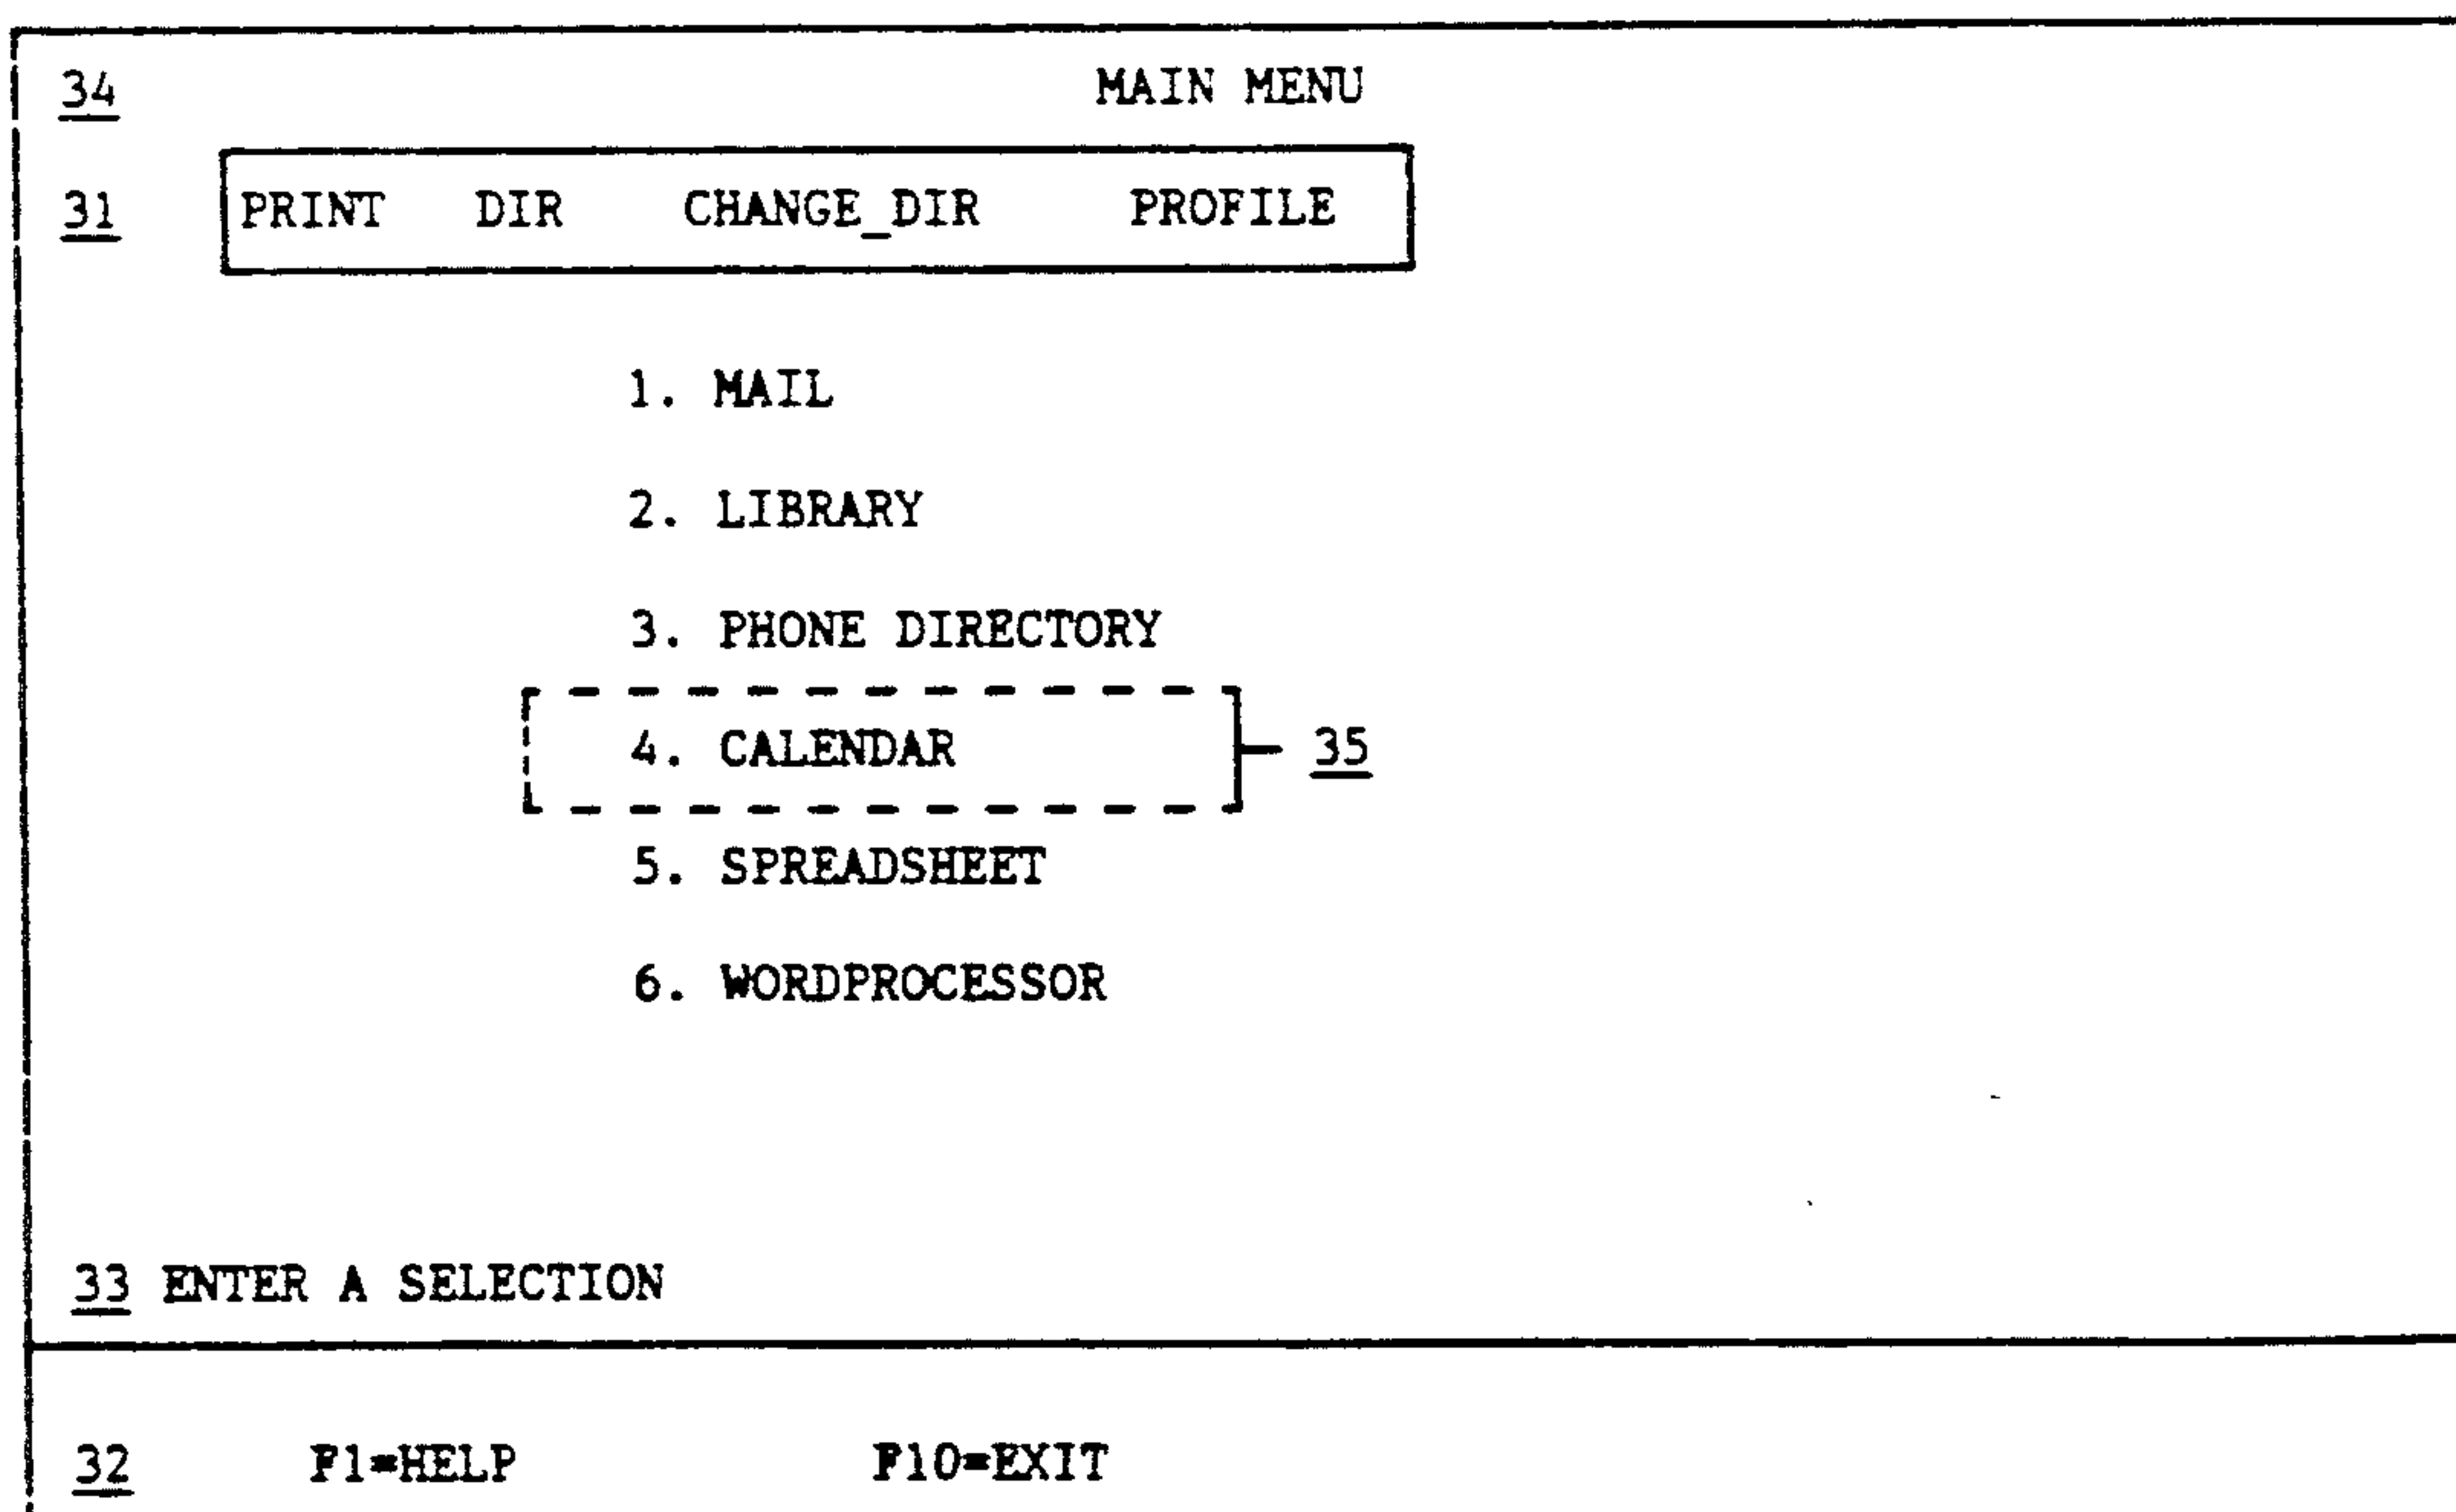 34 MAIN MENU
31 PRINT DIR CHANGE_DIR PROFILE
1. MAIL
2. LIBRARY
3. PHONE DIRECTORY
4. CALENDAR 35
5. SPREADSHEET
6. WORDPROCESSOR
33 ENTER A SELECTION
32 F1=HELP F10=EXIT